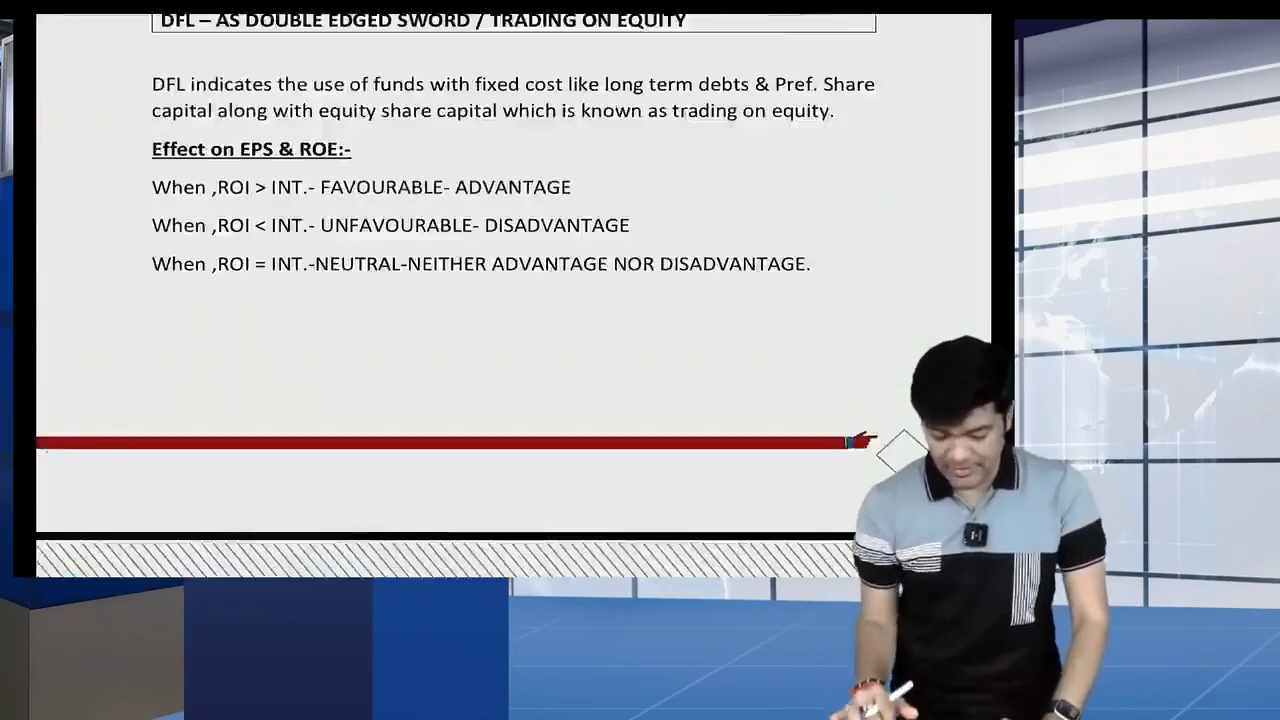 DFL – AS DOUBLE EDGED SWORD / TRADING ON EQUITY
DFL indicates the use of funds with fixed cost like long term debts & Pref. Share
capital along with equity share capital which is known as trading on equity.
Effect on EPS & ROE:-
When ,ROI > INT.- FAVOURABLE- ADVANTAGE
When ,ROI < INT.- UNFAVOURABLE- DISADVANTAGE
When ,ROI = INT.-NEUTRAL-NEITHER ADVANTAGE NOR DISADVANTAGE.